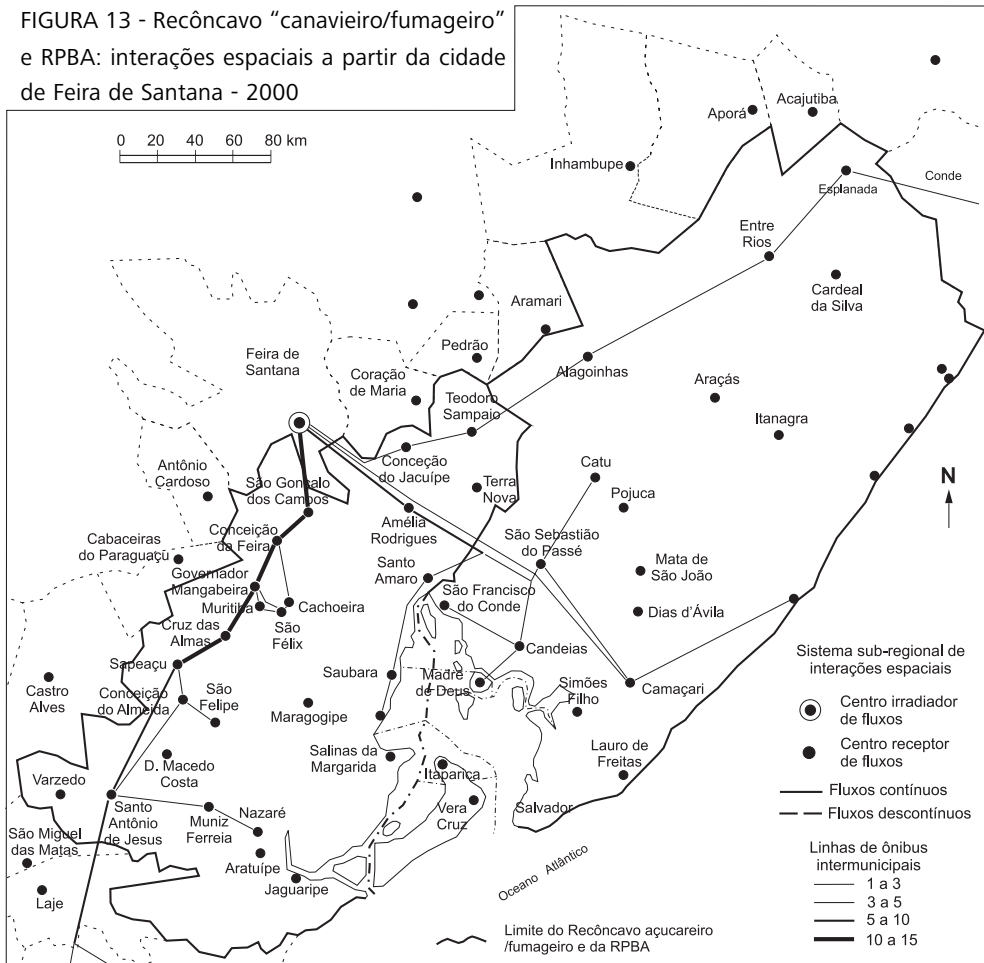 FIGURA 13 - Recôncavo “canavieiro/fumageiro”
e RPBA: interações espaciais a partir da cidade
de Feira de Santana - 2000
0 20 40 60 80 km
Acajutiba
Aporá
Inhambupe
Esplanada
Conde
Entre
Rios
Cardeal
da Silva
Aramari
Pedrão
Feira de
Santana
Coração
de Maria
Alagoinhas
Araçás
Itanagra
Teodoro
Sampaio
Conceção
do Jacuípe
Antônio
Cardoso
São Gonçalo
dos Campos
Terra
Nova
Catu
Pojuca
N
Amélia
Rodrigues
Conceição
da Feira
Cabaceiras
do Paraguaçu
São Sebastião
do Passé
Santo
Amaro
Governador
Mangabeira
Muritiba
Cachoeira
São
Félix
São Francisco
do Conde
Mata de
São João
Dias d’Ávila
Cruz das
Almas
Sapeaçu
Candeias
Saubara
Madre
de Deus
Simões
Filho
Camaçari
Castro
Alves
Conceição
do Almeida
São
Felipe
Maragogipe
Salinas da
Margarida
D. Macedo
Costa
Lauro de
Freitas
Itaparica
Vera
Cruz
Salvador
Varzedo
Santo
Antônio
de Jesus
Muniz
Ferreia
Nazaré
São Miguel
das Matas
Aratuípe
Laje
Jaguaripe
Oceano Atlântico
Sistema sub-regional de
interações espaciais
Centro irradiador
de fluxos
Centro receptor
de fluxos
Fluxos contínuos
Fluxos descontínuos
Linhas de ônibus
intermunicipais
1 a 3
3 a 5
5 a 10
10 a 15
Limite do Recôncavo açucareiro
/fumageiro e da RPBA